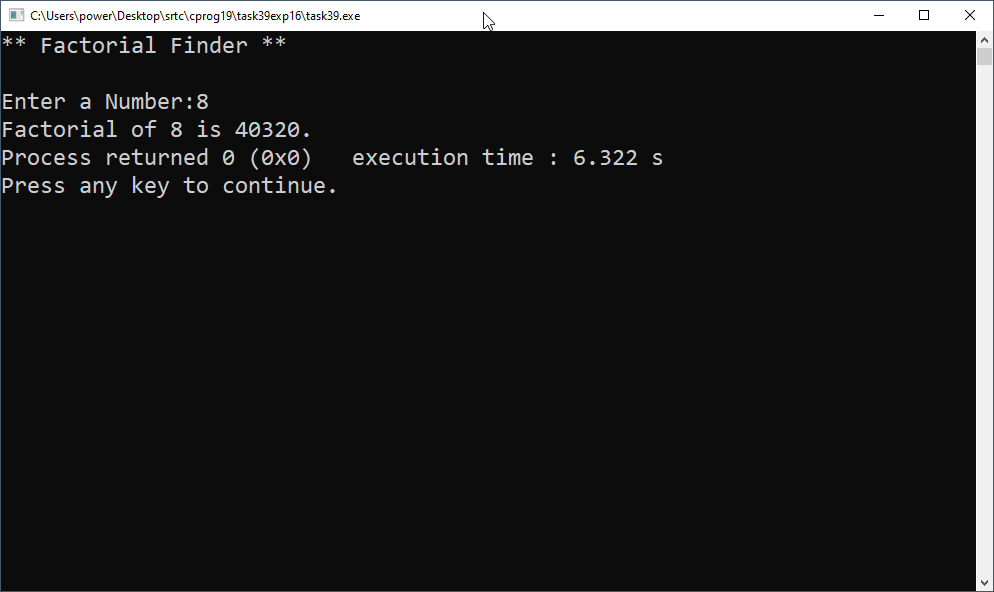 C:\Users\power\Desktop\srtc\cprog19\task39exp16\task39.exe
** Factorial Finder **
Enter a Number:8
Factorial of 8 is 40320.
Process returned 0 (0x0)   execution time : 6.322 s
Press any key to continue.